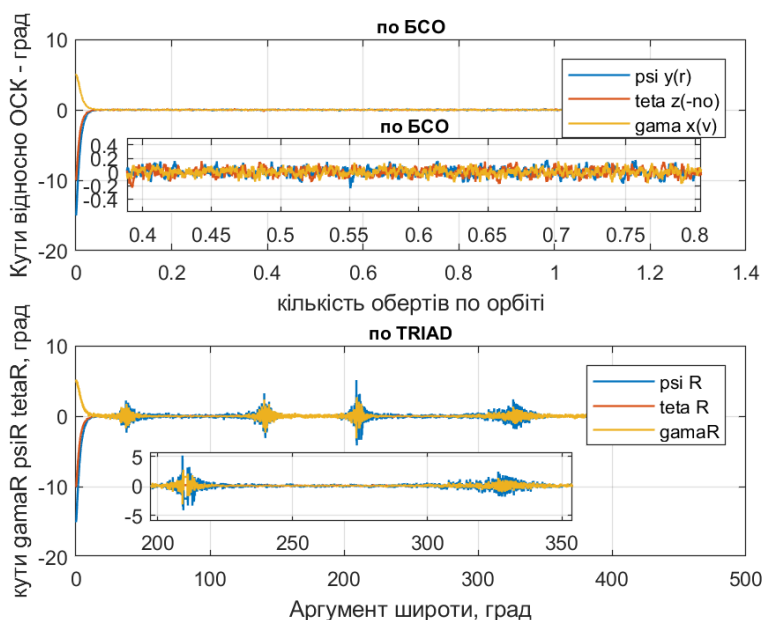 по БСО
Кути відносно ОСК - град
10
0
-10
-20
psi y(r)
teta z(-no)
gama x(v)
по БСО
0.4
0.2
0
-0.2
-0.4
0.4 0.45 0.5 0.55 0.6 0.65 0.7 0.75 0.8
0 0.2 0.4 0.6 0.8 1 1.2 1.4
кількість обертів по орбіті
по TRIAD
кути gamaR psiR tetaR, град
10
0
-10
-20
psi R
teta R
gamaR
5
0
-5
200 250 300 350
0 100 200 300 400 500
Аргумент широти, град